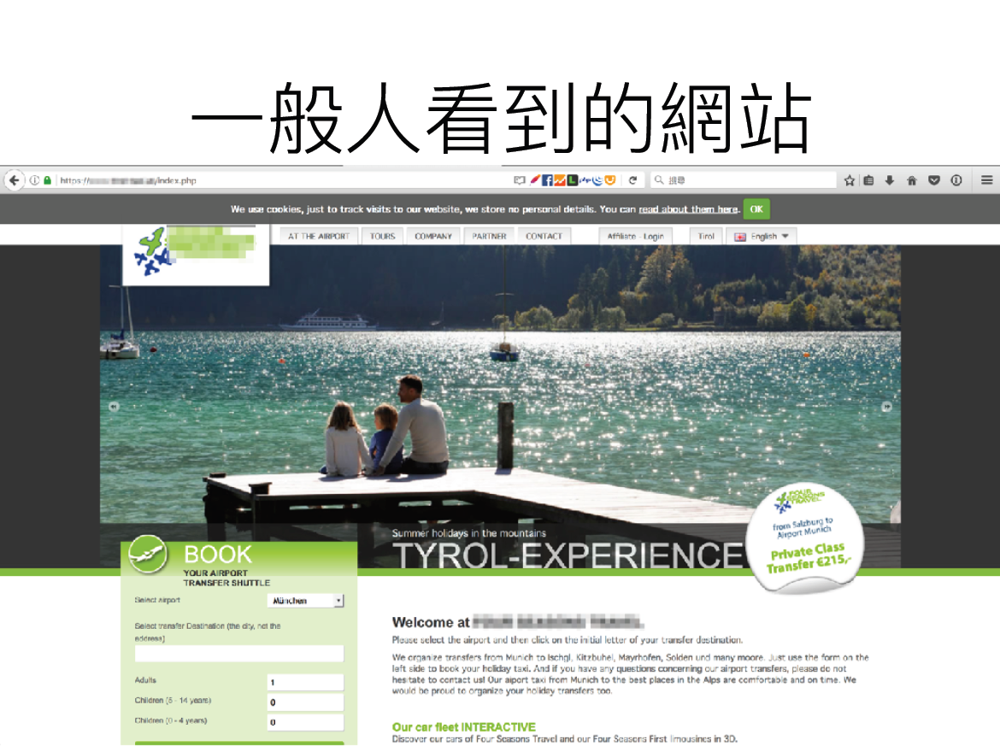 一般人看到的網站
https:// /index.php
搜尋
We use cookies, just to track visits to our website, we store no personal details. You can read about them here. OK
AT THE AIRPORT TOURS COMPANY PARTNER CONTACT Affiliate - Login Tirol English
FOUR
SEASONS
TRAVEL
from Salzburg to
Airport Munich
Private Class
Transfer €215,-
Summer holidays in the mountains
TYROL-EXPERIENCE
BOOK
YOUR AIRPORT
TRANSFER SHUTTLE
Select airport München
Select transfer Destination (the city, not the
address)
Adults 1
Children (5 - 14 years) 0
Children (0 - 4 years) 0
Welcome at
Please select the airport and then click on the initial letter of your transfer destination.
We organize transfers from Munich to Ischgl, Kitzbuhel, Mayrhofen, Solden und many moore. Just use the form on the
left side to book your holiday taxi. And if you have any questions concerning our airport transfers, please do not
hesitate to contact us! Our aiport taxi from Munich to the best places in the Alps are comfortable and on time. We
would be proud to organize your holiday transfers too.
Our car fleet INTERACTIVE
Discover our cars of Four Seasons Travel and our Four Seasons First limousines in 3D.